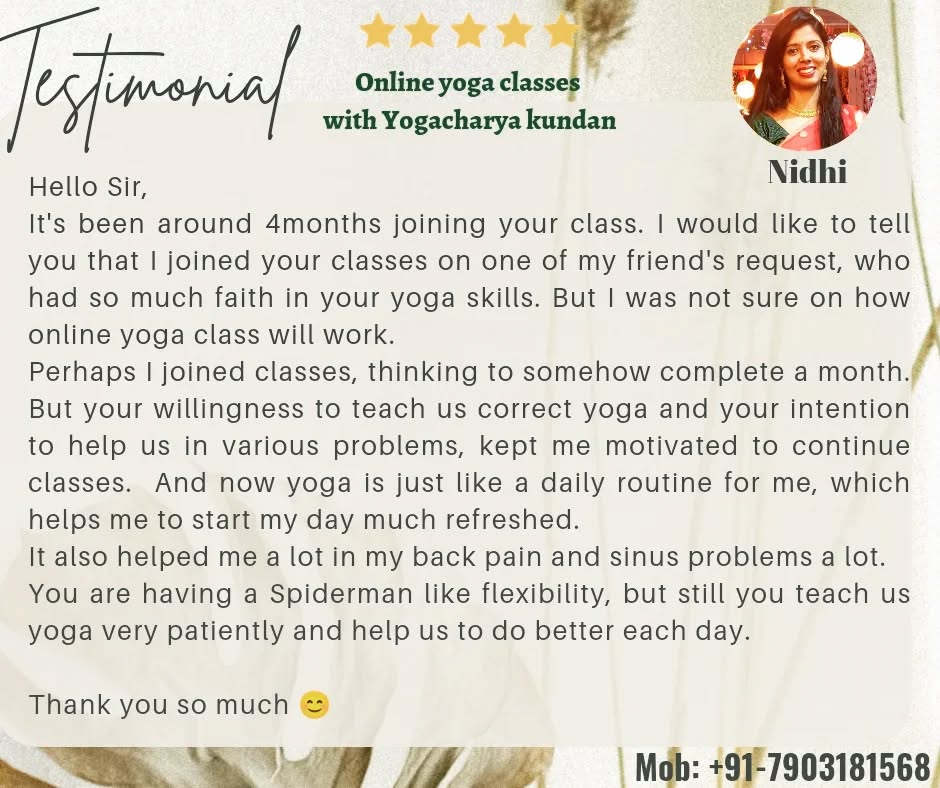 Testimonial
Online yoga classes
with Yogacharya kundan
Nidhi
Hello Sir,
It's been around 4months joining your class. I would like to tell
you that I joined your classes on one of my friend's request, who
had so much faith in your yoga skills. But I was not sure on how
online yoga class will work.
Perhaps I joined classes, thinking to somehow complete a month.
But your willingness to teach us correct yoga and your intention
to help us in various problems, kept me motivated to continue
classes.  And now yoga is just like a daily routine for me, which
helps me to start my day much refreshed.
It also helped me a lot in my back pain and sinus problems a lot.
You are having a Spiderman like flexibility, but still you teach us
yoga very patiently and help us to do better each day.
Thank you so much 😊
Mob: +91-7903181568